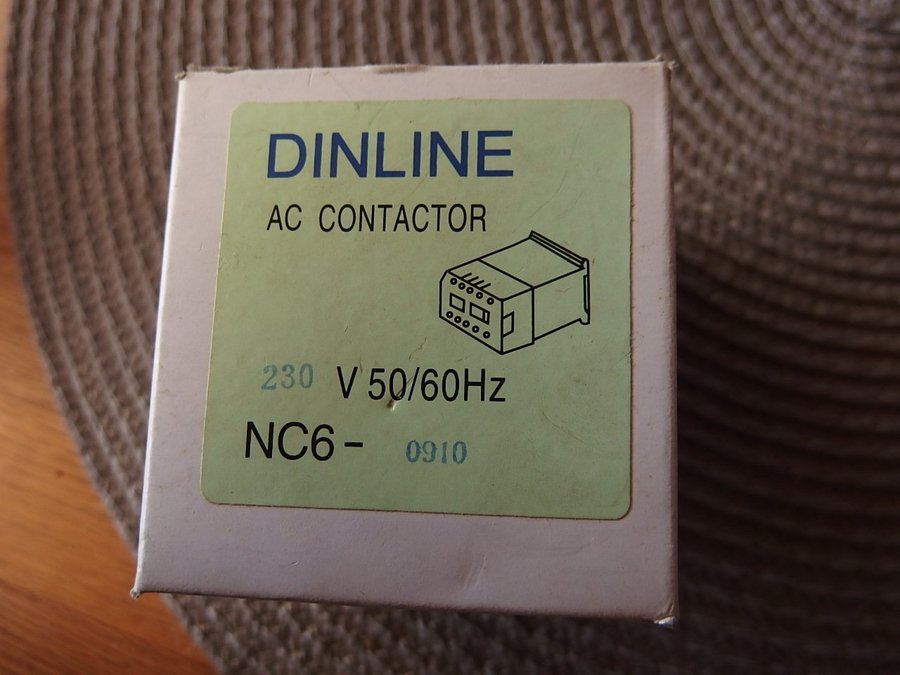 DINLINE
AC CONTACTOR
230 V 50/60Hz
NC6- 0910